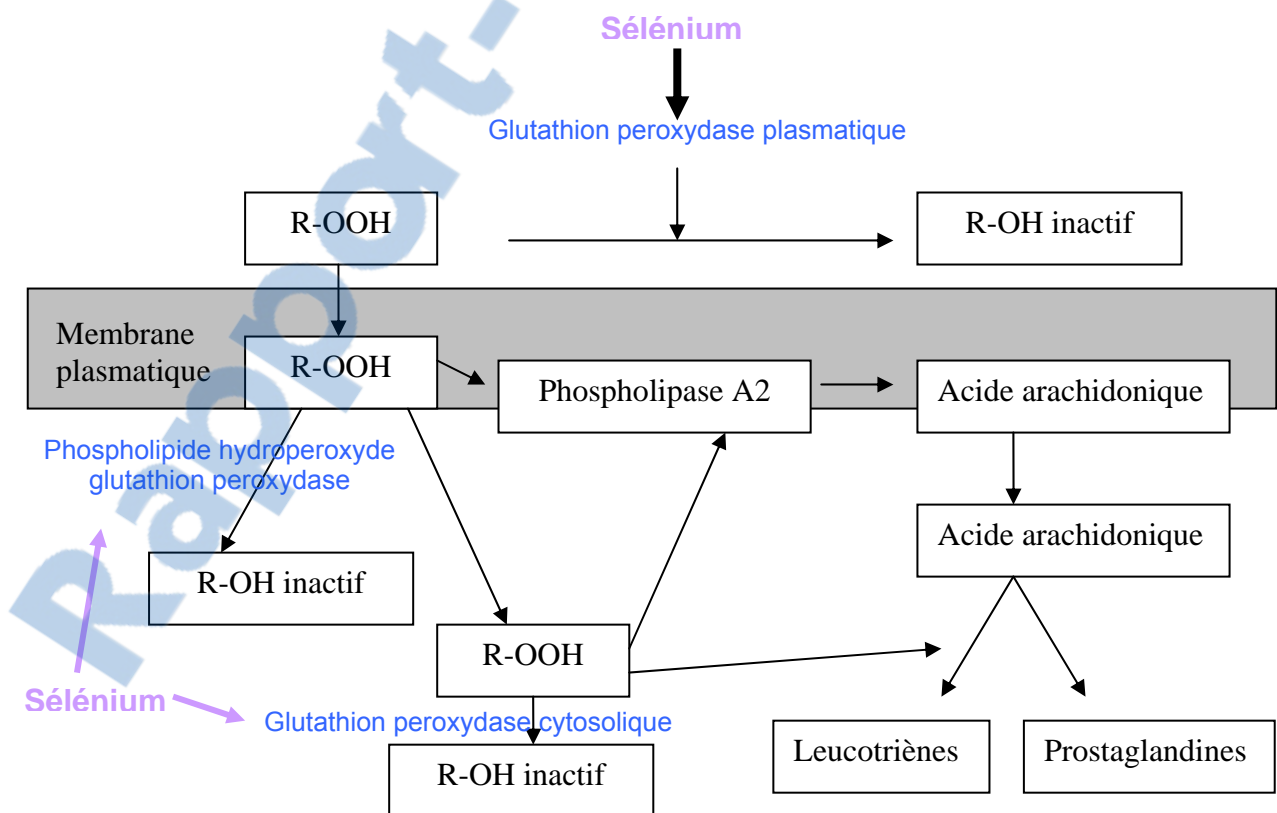 Sélénium
Glutathion peroxydase plasmatique
R-OOH
R-OH inactif
Membrane
plasmatique
R-OOH
Phospholipase A2
Acide arachidonique
Phospholipide hydroperoxyde
glutathion peroxydase
Acide arachidonique
R-OH inactif
R-OOH
Sélénium
Glutathion peroxydase cytosolique
Leucotriènes
Prostaglandines
R-OH inactif
Rapport-